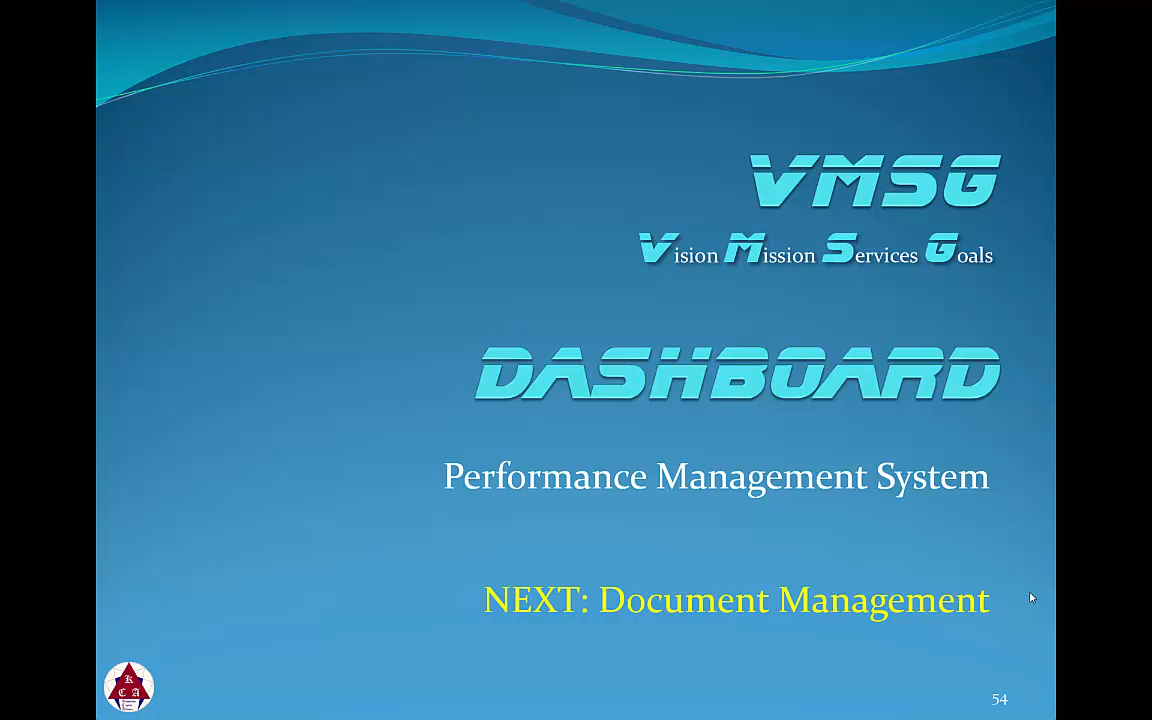 VMSG
Vision Mission Services Goals
DASHBOARD
Performance Management System
NEXT: Document Management
K
C A
54